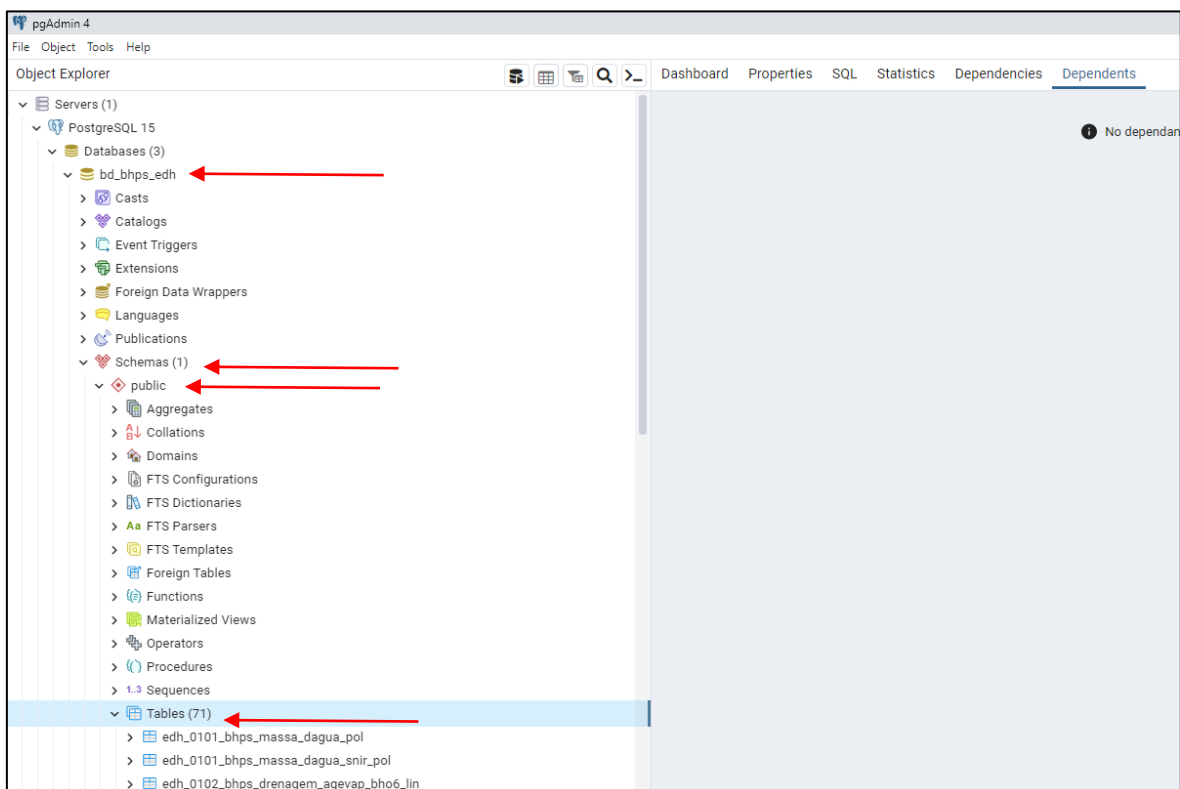 pgAdmin 4
File Object Tools Help
Object Explorer
Dashboard Properties SQL Statistics Dependencies Dependents
Servers (1)
PostgreSQL 15
Databases (3)
bd_bhps_edh
Casts
Catalogs
Event Triggers
Extensions
Foreign Data Wrappers
Languages
Publications
Schemas (1)
public
Aggregates
Collations
Domains
FTS Configurations
FTS Dictionaries
Aa FTS Parsers
FTS Templates
Foreign Tables
Functions
Materialized Views
Operators
Procedures
1..3 Sequences
Tables (71)
edh_0101_bhps_massa_dagua_pol
edh_0101_bhps_massa_dagua_snir_pol
edh_0102_bhps_drenagem_agevap_bho6_lin
No dependan